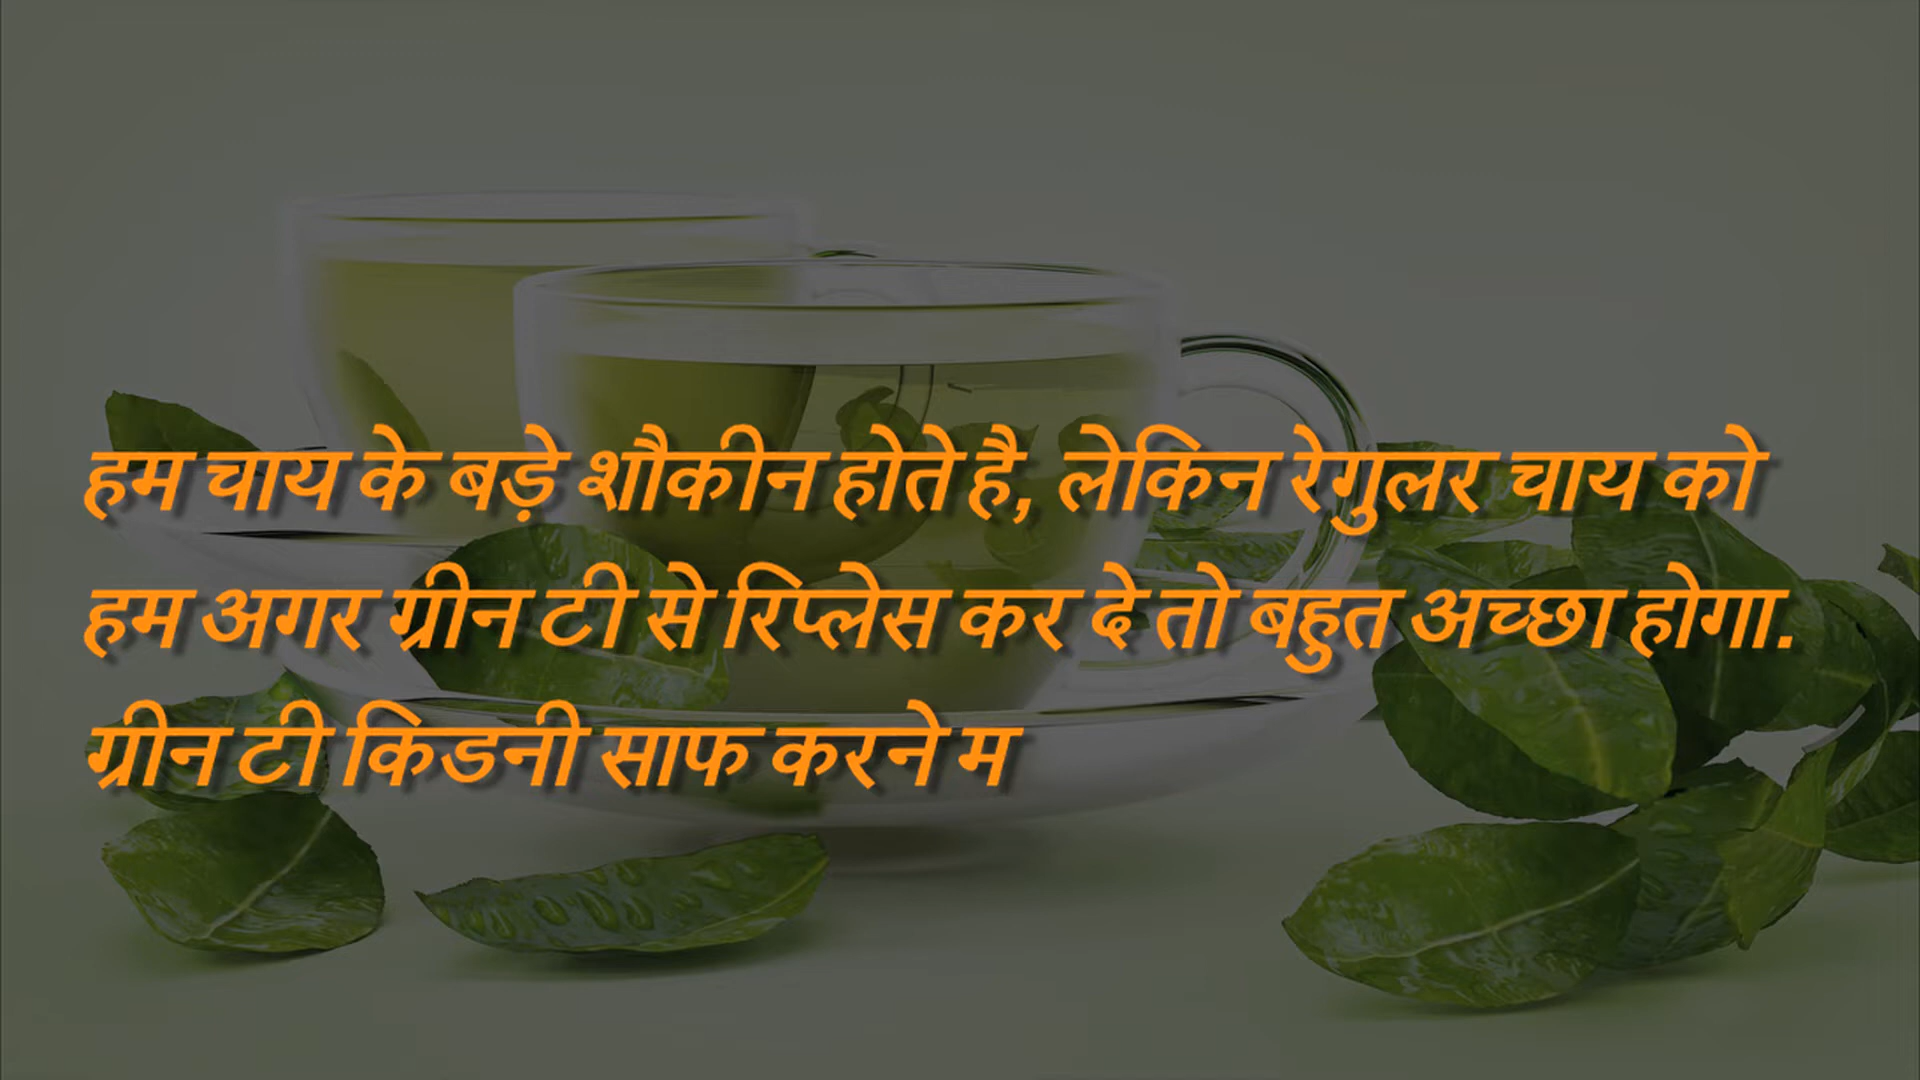 हम चाय के बड़े शौकीन होते है, लेकिन रेगुलर चाय को
हम अगर ग्रीन टी से रिप्लेस कर दे तो बहुत अच्छा होगा.
ग्रीन टी किडनी साफ करने म